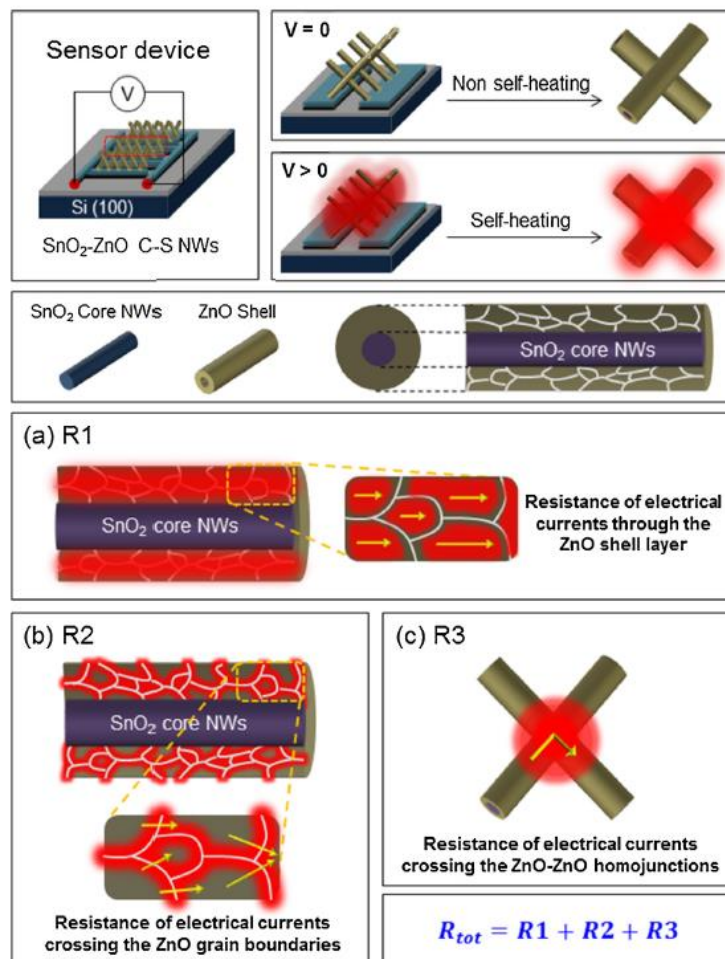 Sensor device
V
Si (100)
SnO₂-ZnO C-S NWs
V = 0
Non self-heating
V > 0
Self-heating
SnO₂ Core NWs
ZnO Shell
SnO₂ core NWs
(a) R1
SnO₂ core NWs
Resistance of electrical
currents through the
ZnO shell layer
(b) R2
SnO₂ core NWs
Resistance of electrical currents
crossing the ZnO grain boundaries
(c) R3
Resistance of electrical currents
crossing the ZnO-ZnO homojunctions
R_tot = R1 + R2 + R3